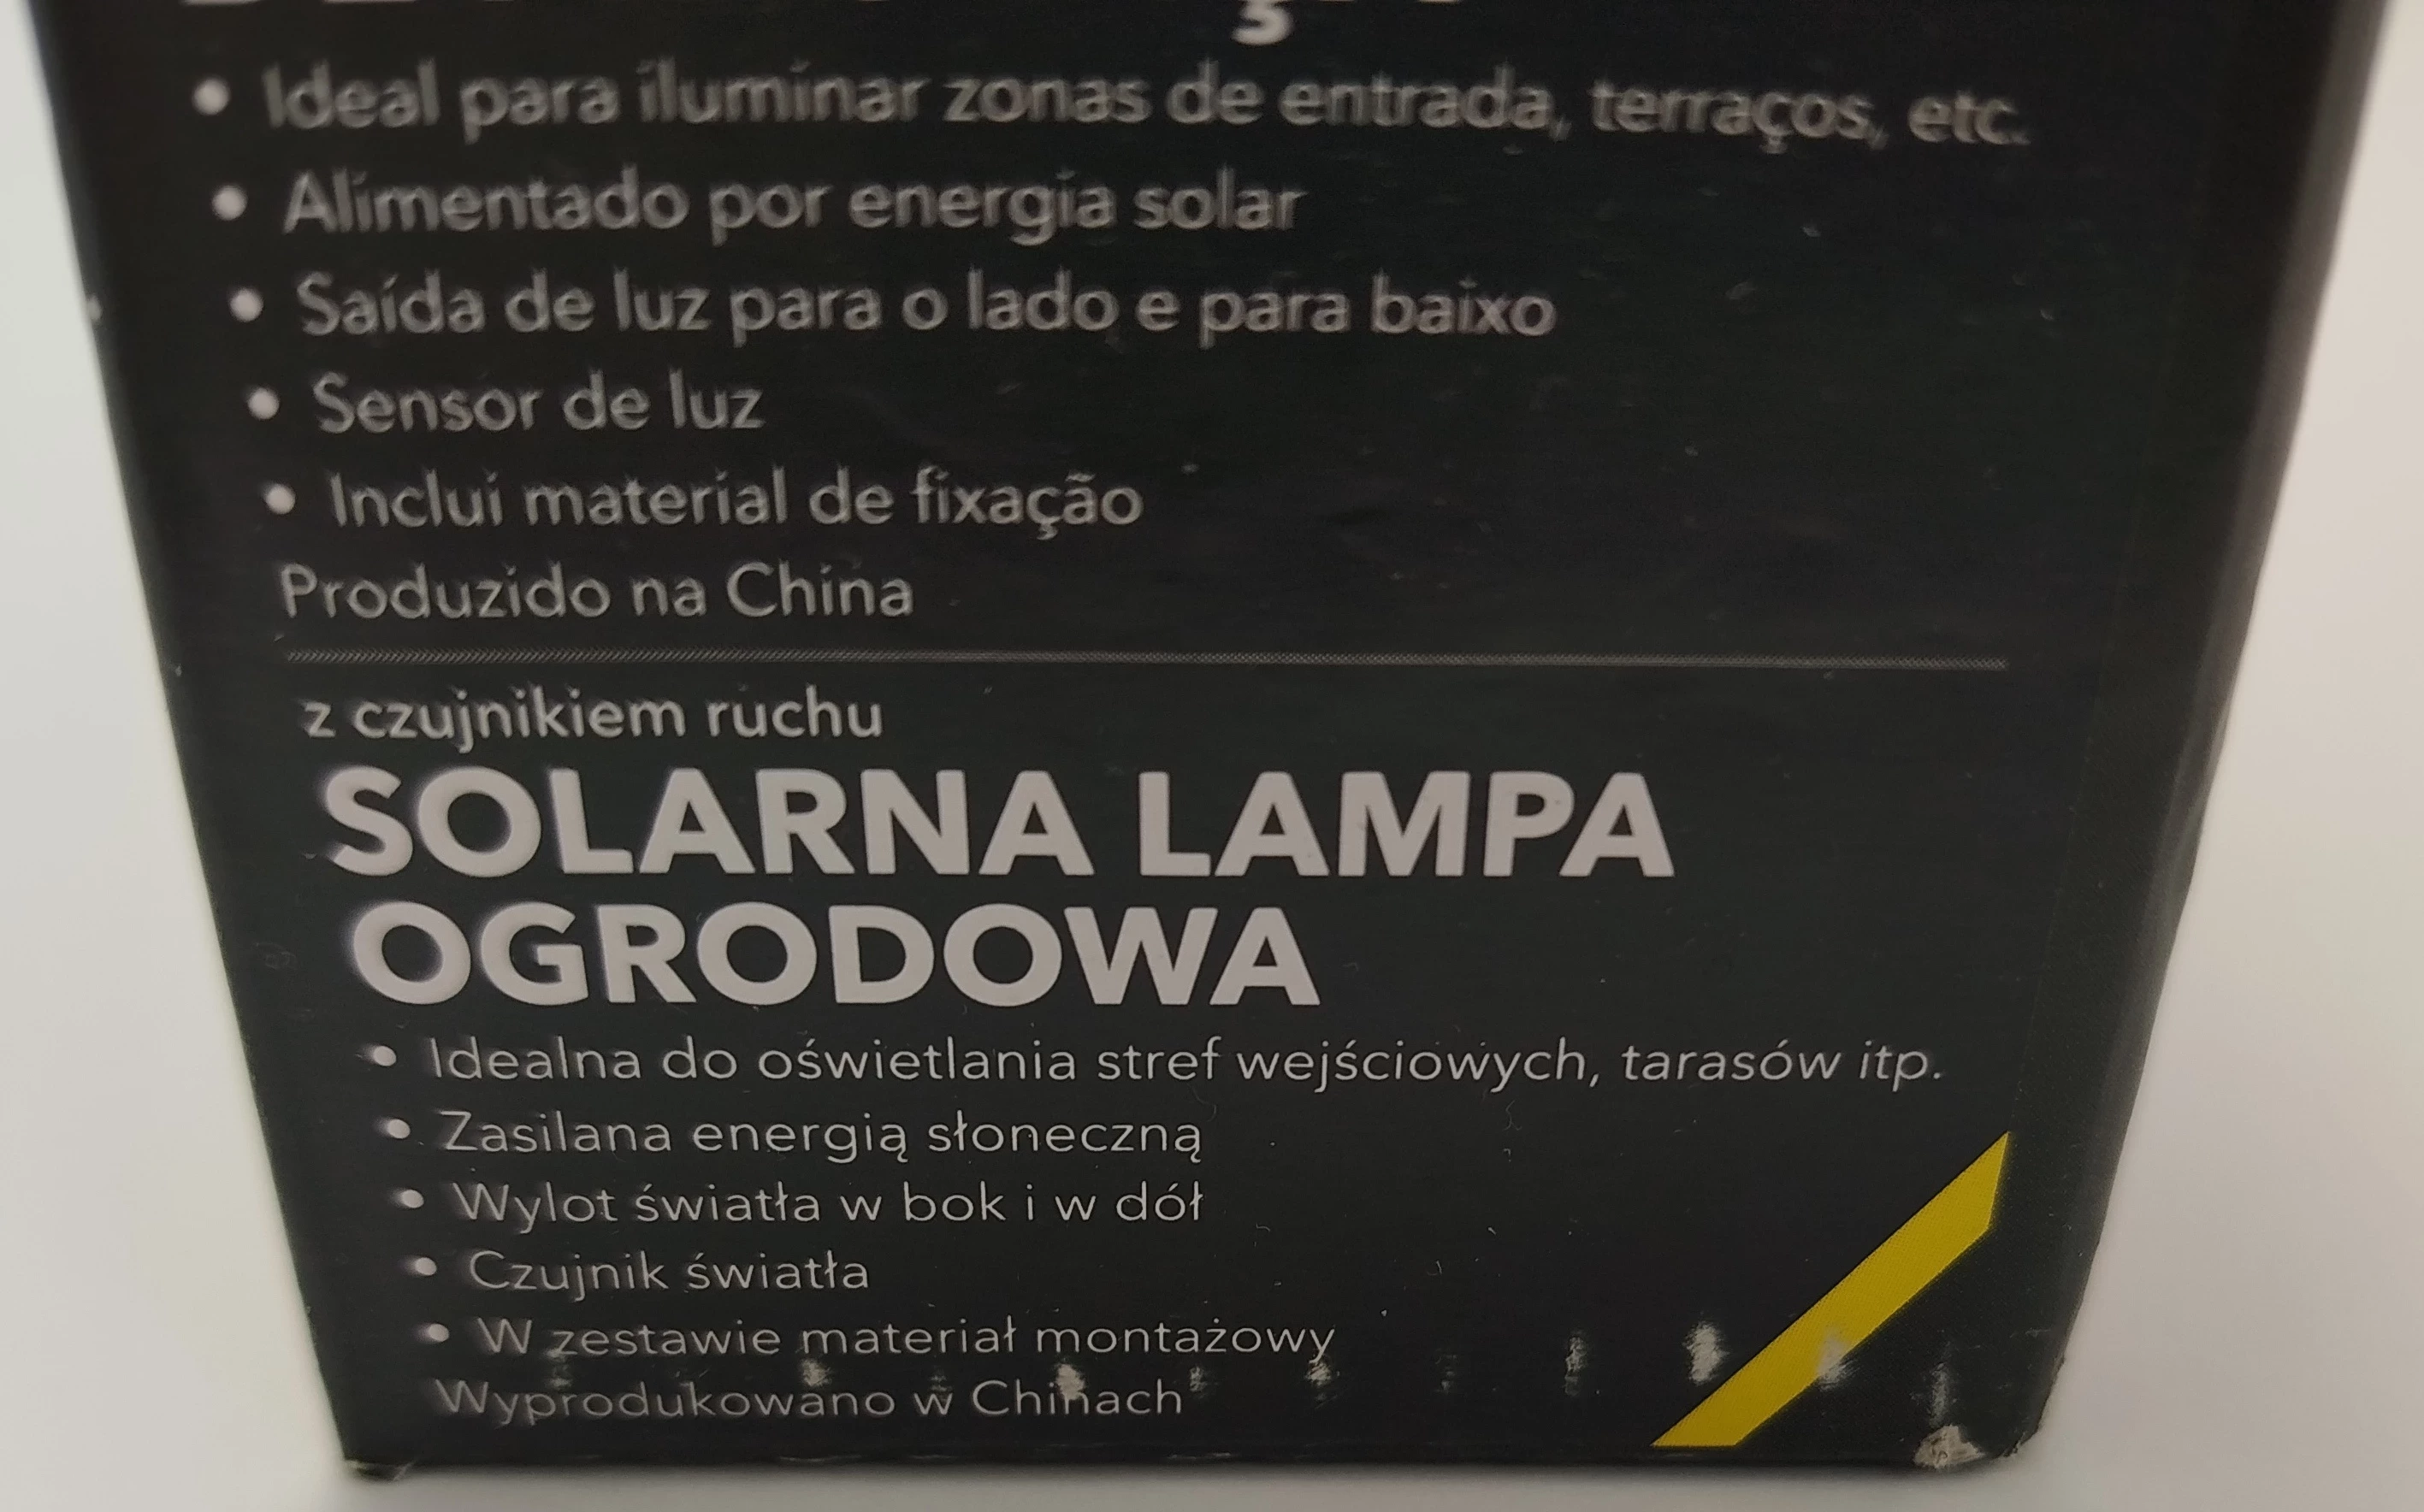 • Ideal para iluminar zonas de entrada, terraços, etc.
• Alimentado por energia solar
• Saída de luz para o lado e para baixo
• Sensor de luz
• Inclui material de fixação
Produzido na China
z czujnikiem ruchu
SOLARNA LAMPA
OGRODOWA
• Idealna do oświetlania stref wejściowych, tarasów itp.
• Zasilana energią słoneczną
• Wylot światła w bok i w dół
• Czujnik światła
• W zestawie materiał montażowy
Wyprodukowano w Chinach